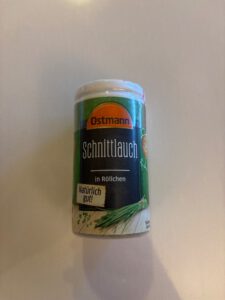 Ostmann
Schnittlauch
in Röllchen
Natürlich
gut!